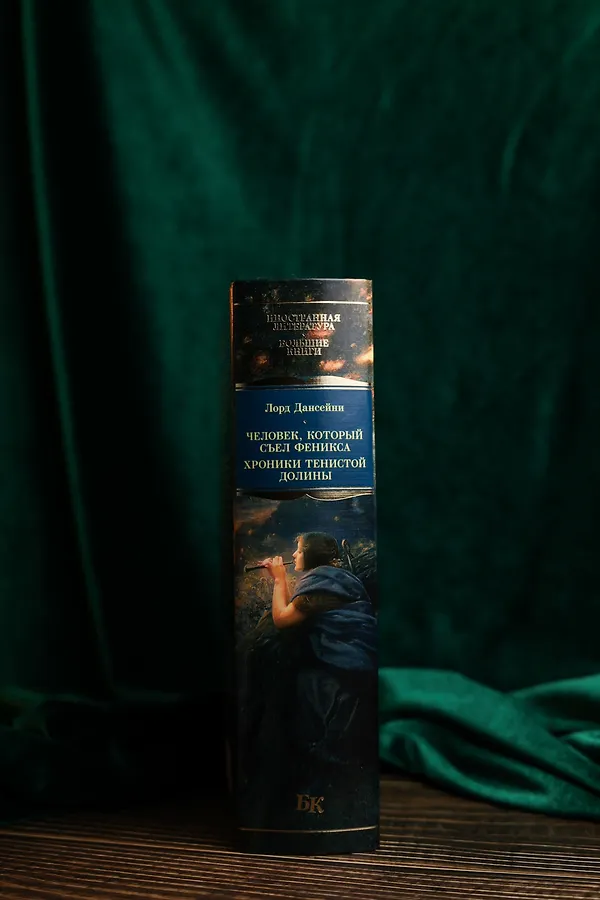 ИНОСТРАННАЯ
ЛИТЕРАТУРА
БОЛЬШИЕ
КНИГИ
Лорд Дансейни
ЧЕЛОВЕК, КОТОРЫЙ
СЪЕЛ ФЕНИКСА
ХРОНИКИ ТЕНИСТОЙ
ДОЛИНЫ
БК